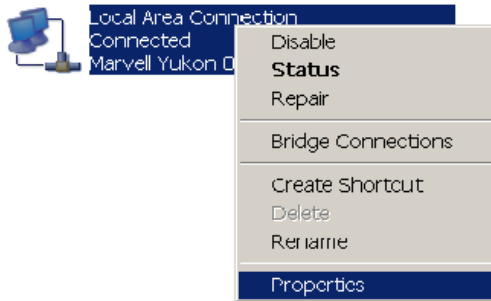 Local Area Connection
Connected
Marvell Yukon
Disable
Status
Repair
Bridge Connections
Create Shortcut
Delete
Rename
Properties